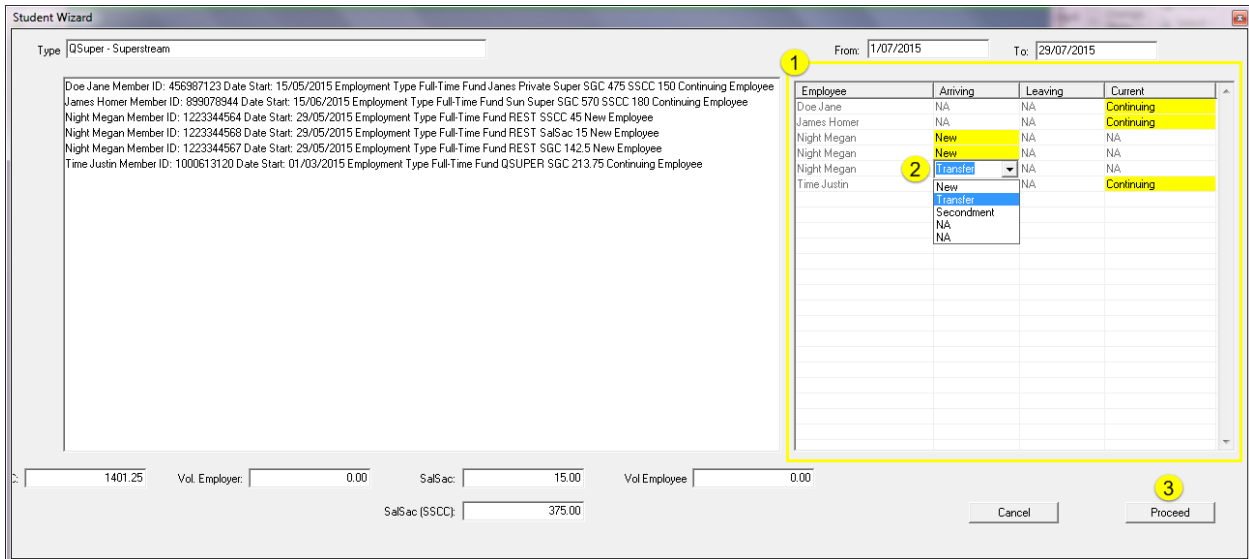 Student Wizard
Type QSuper - Superstream
From: 1/07/2015 To: 29/07/2015
1
Doe Jane Member ID: 456987123 Date Start: 15/05/2015 Employment Type Full-Time Fund Janes Private Super SGC 475 SSCC 150 Continuing Employee
James Homer Member ID: 899078944 Date Start: 15/06/2015 Employment Type Full-Time Fund Sun Super SGC 570 SSCC 180 Continuing Employee
Night Megan Member ID: 1223344564 Date Start: 29/05/2015 Employment Type Full-Time Fund REST SSCC 45 New Employee
Night Megan Member ID: 1223344568 Date Start: 29/05/2015 Employment Type Full-Time Fund REST SalSac 15 New Employee
Night Megan Member ID: 1223344567 Date Start: 29/05/2015 Employment Type Full-Time Fund REST SGC 142.5 New Employee
Time Justin Member ID: 1000613120 Date Start: 01/03/2015 Employment Type Full-Time Fund QSUPER SGC 213.75 Continuing Employee
Employee Arriving Leaving Current
Doe Jane NA NA Continuing
James Homer NA NA Continuing
Night Megan New NA NA
Night Megan New NA NA
Night Megan 2 Transfer NA NA
Time Justin NA Continuing
New
Transfer
Secondment
NA
NA
C: 1401.25 Vol. Employer: 0.00 SalSac: 15.00 Vol Employee 0.00
SalSac (SSCC): 375.00
3
Cancel Proceed